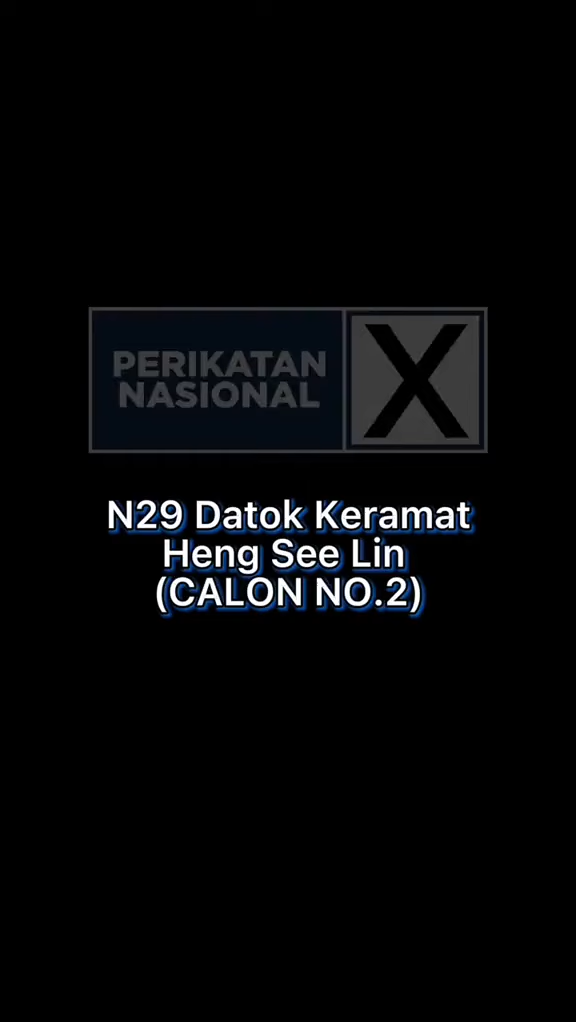 PERIKATAN
NASIONAL
X
N29 Datok Keramat
Heng See Lin
(CALON NO.2)